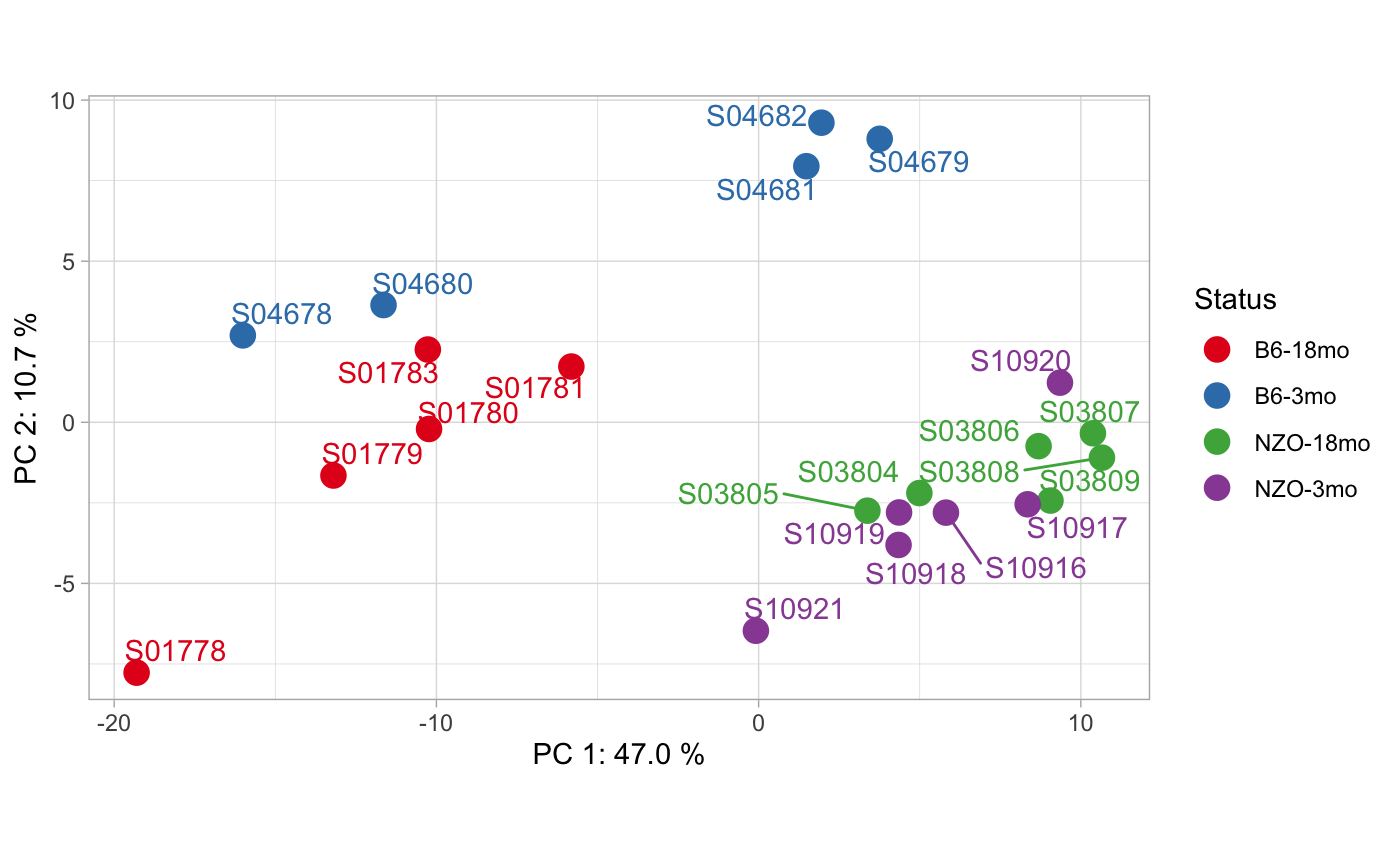 10
5
0
-5
PC 2: 10.7 %
S04682
S04679
S04681
S04680
S04678
S01783
S01781
S01780
S01779
S01778
S10920
S03807
S03806
S03804
S03808
S03809
S03805
S10919
S10917
S10918
S10916
S10921
-20
-10
0
10
PC 1: 47.0 %
Status
B6-18mo
B6-3mo
NZO-18mo
NZO-3mo